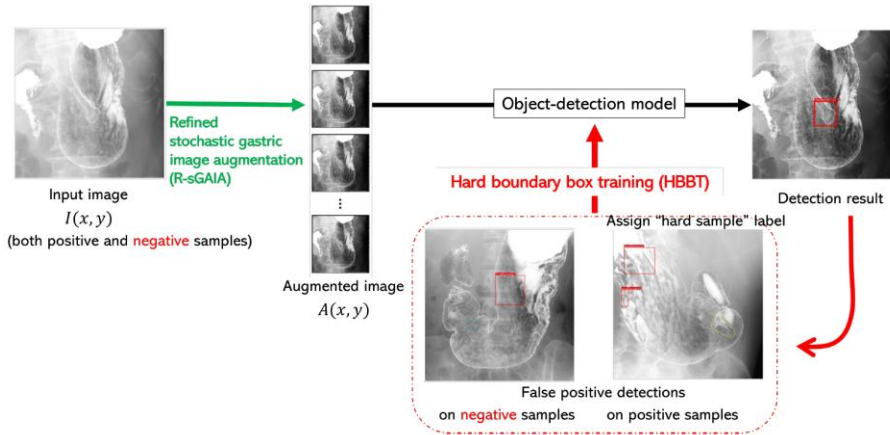 Input image
I(x, y)
(both positive and negative samples)
Refined
stochastic gastric
image augmentation
(R-sGAIA)
...
Augmented image
A(x, y)
Object-detection model
Hard boundary box training (HBBT)
Detection result
Assign “hard sample” label
False positive detections
on negative samples
on positive samples